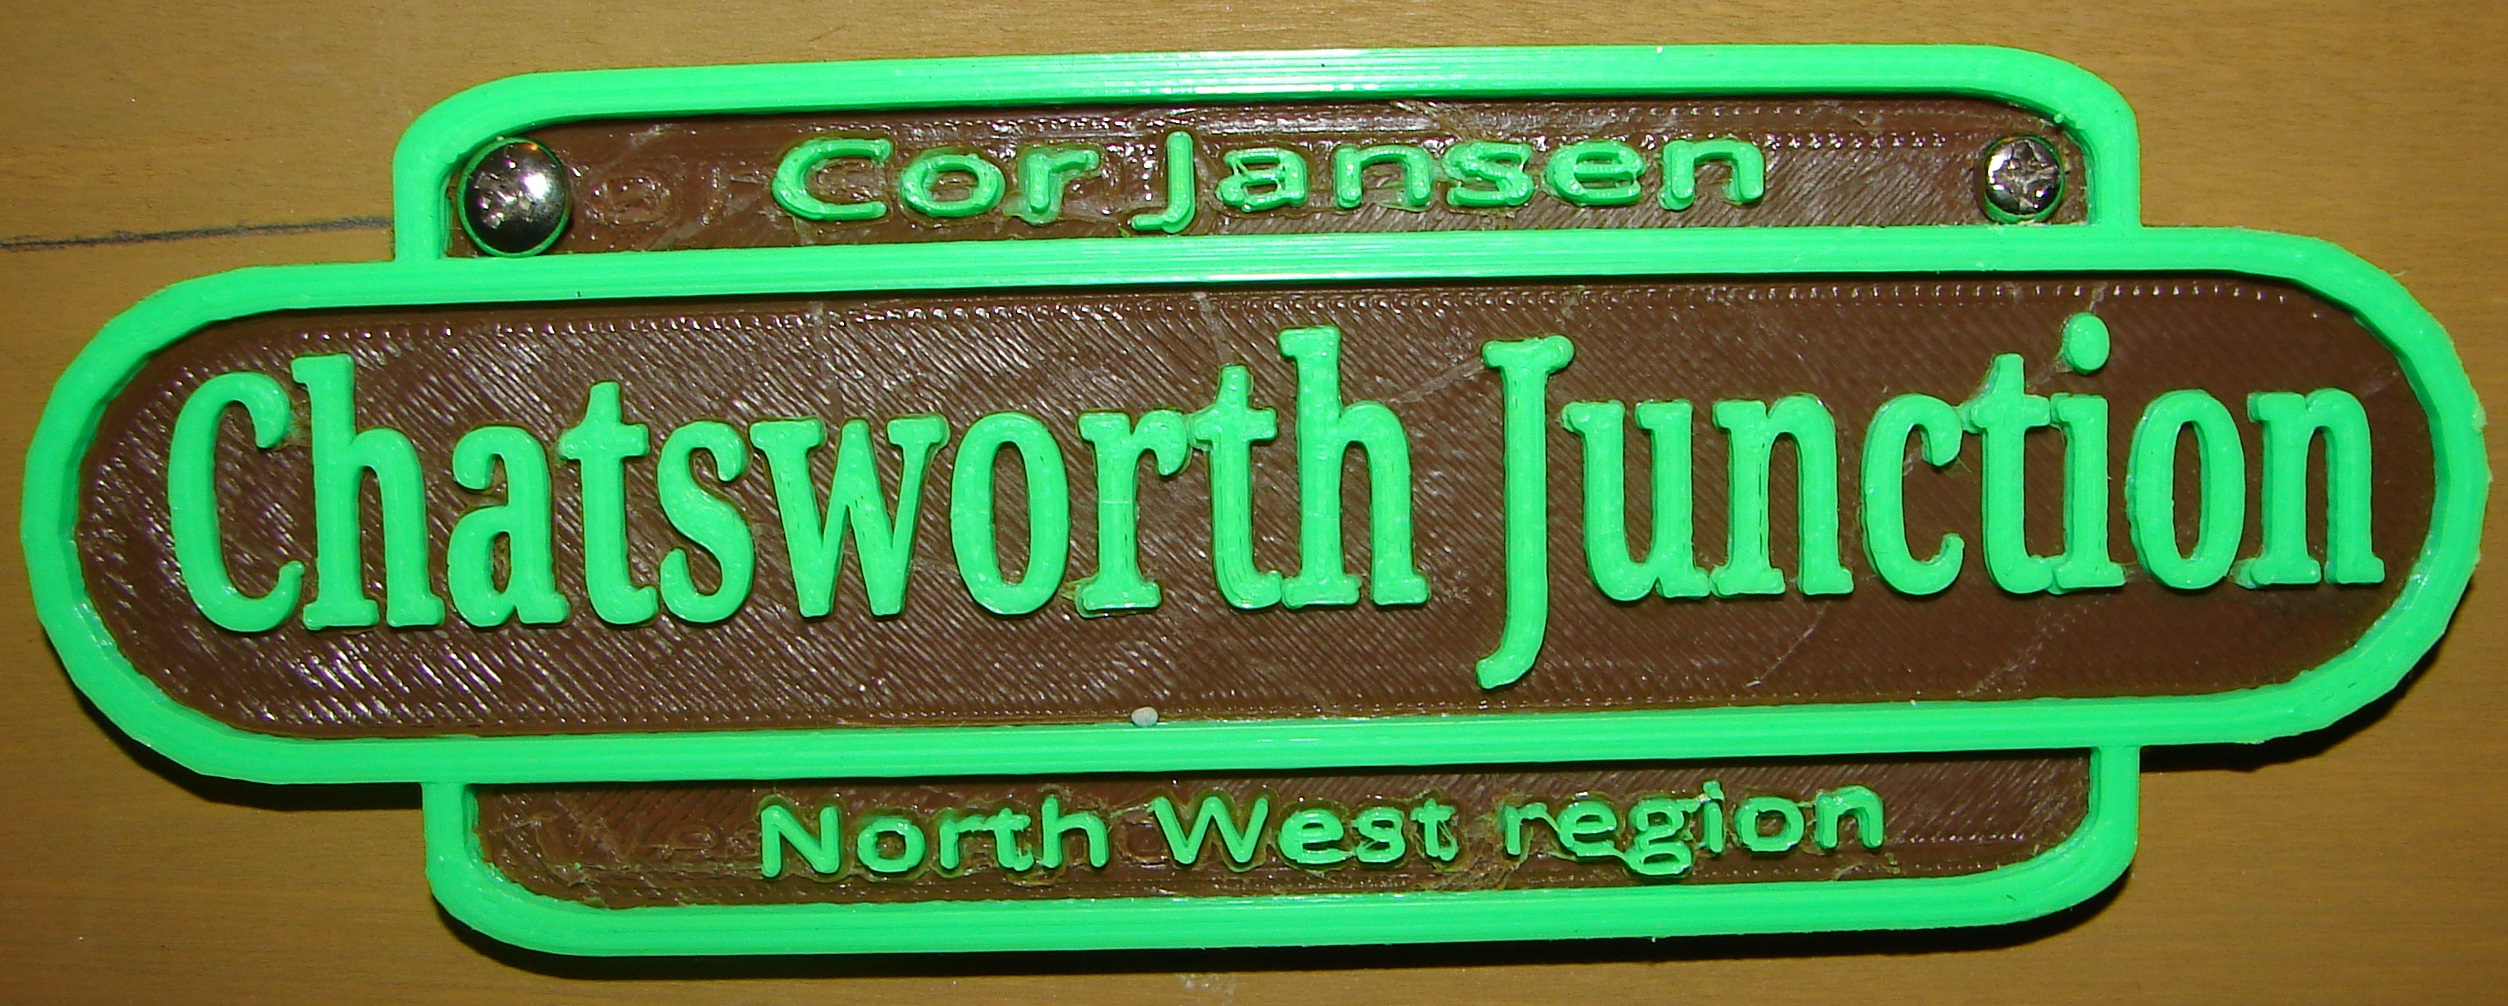 Cor Jansen
Chatsworth Junction
North West region